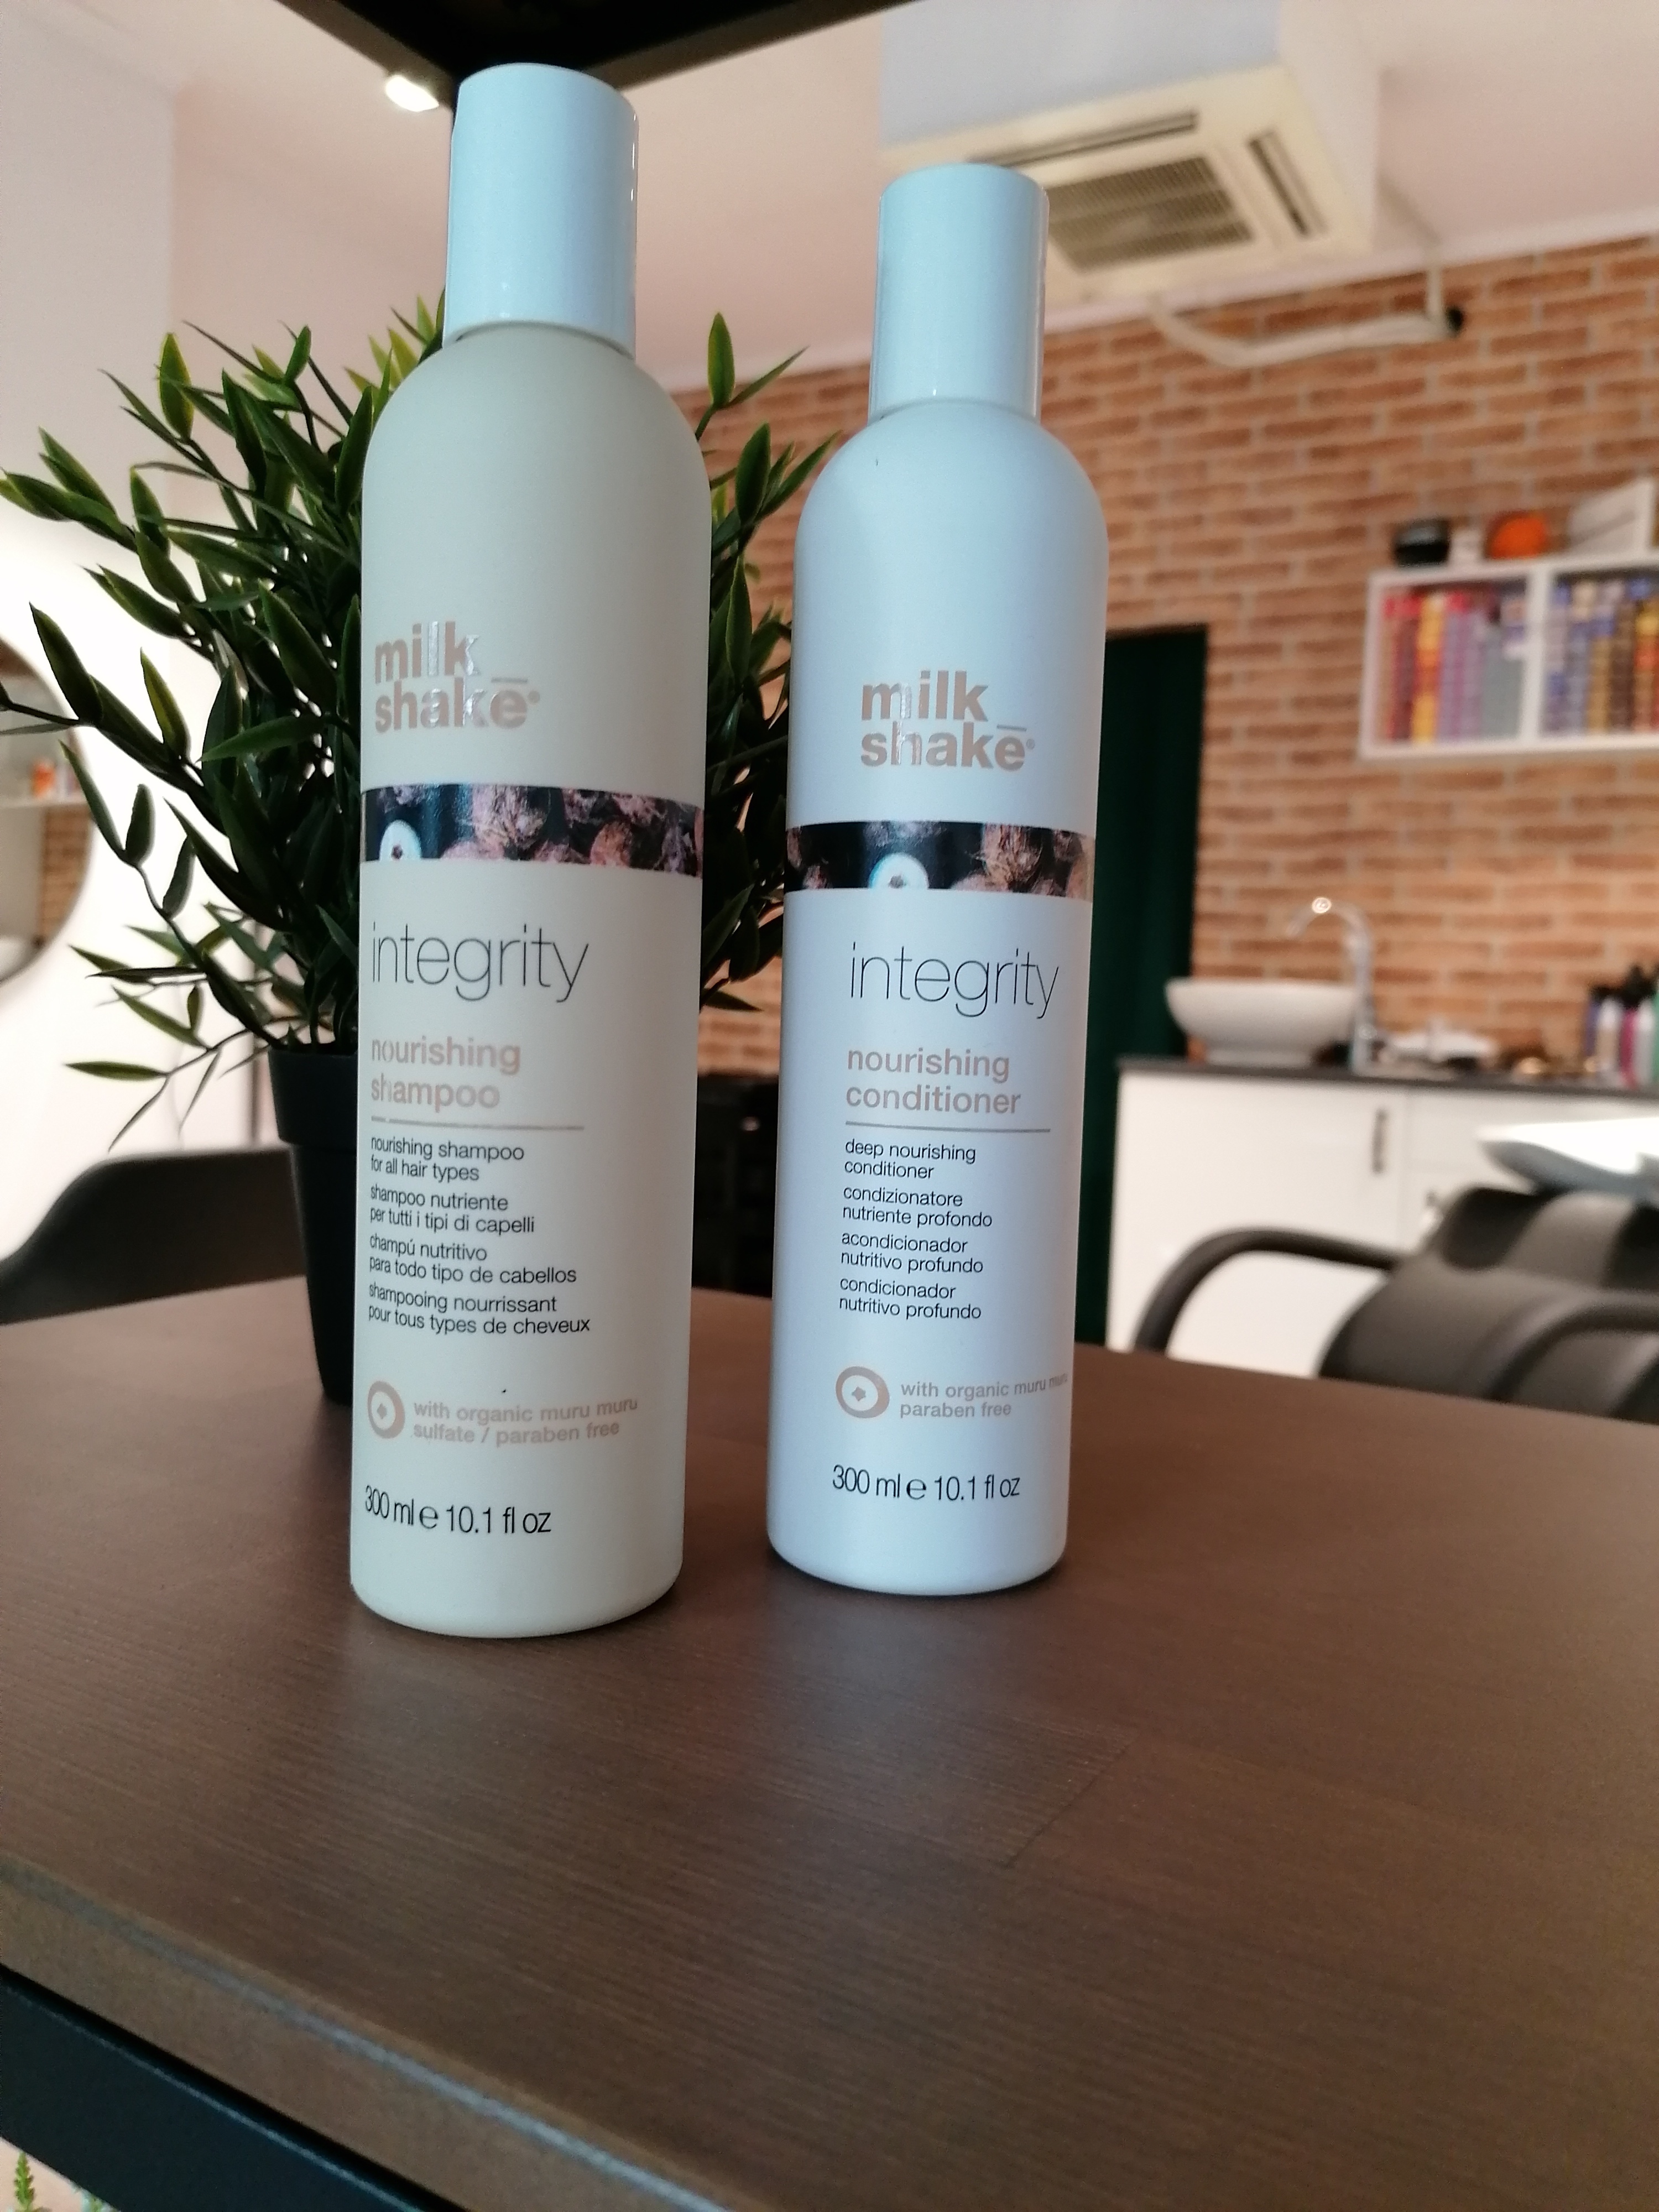 milk_
shake®
integrity
nourishing
shampoo
nourishing shampoo
for all hair types
shampoo nutriente
per tutti i tipi di capelli
champú nutritivo
para todo tipo de cabellos
shampooing nourrissant
pour tous types de cheveux
with organic muru muru
sulfate / paraben free
300 ml e 10.1 fl oz
milk_
shake®
integrity
nourishing
conditioner
deep nourishing
conditioner
condizionatore
nutriente profondo
acondicionador
nutritivo profundo
condicionador
nutritivo profundo
with organic muru muru
paraben free
300 ml e 10.1 fl oz